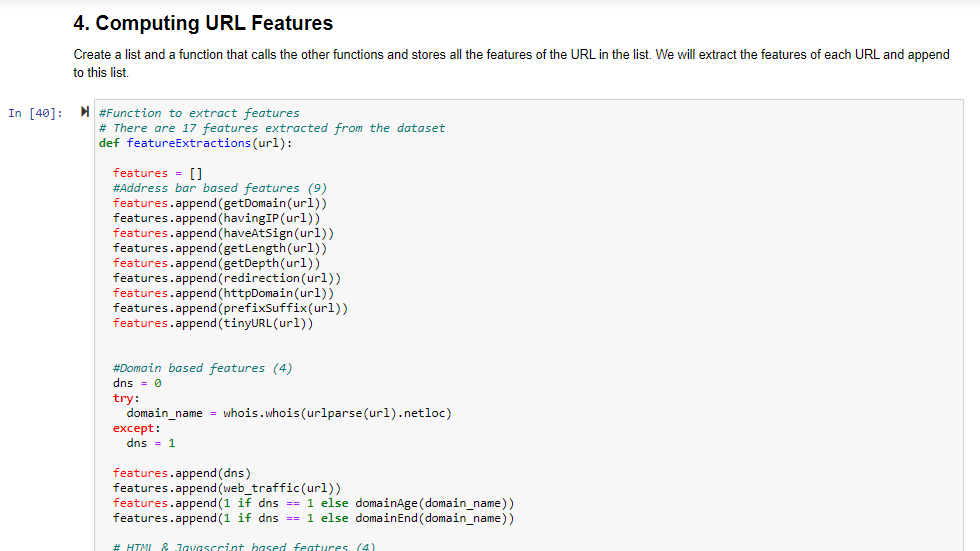 4. Computing URL Features
Create a list and a function that calls the other functions and stores all the features of the URL in the list. We will extract the features of each URL and append
to this list.
In [40]:
#Function to extract features
# There are 17 features extracted from the dataset
def featureExtractions(url):
features = []
#Address bar based features (9)
features.append(getDomain(url))
features.append(havingIP(url))
features.append(haveAtSign(url))
features.append(getLength(url))
features.append(getDepth(url))
features.append(redirection(url))
features.append(httpDomain(url))
features.append(prefixSuffix(url))
features.append(tinyURL(url))
#Domain based features (4)
dns = 0
try:
domain_name = whois.whois(urlparse(url).netloc)
except:
dns = 1
features.append(dns)
features.append(web_traffic(url))
features.append(1 if dns == 1 else domainAge(domain_name))
features.append(1 if dns == 1 else domainEnd(domain_name))
# HTML & Javascript based features (4)